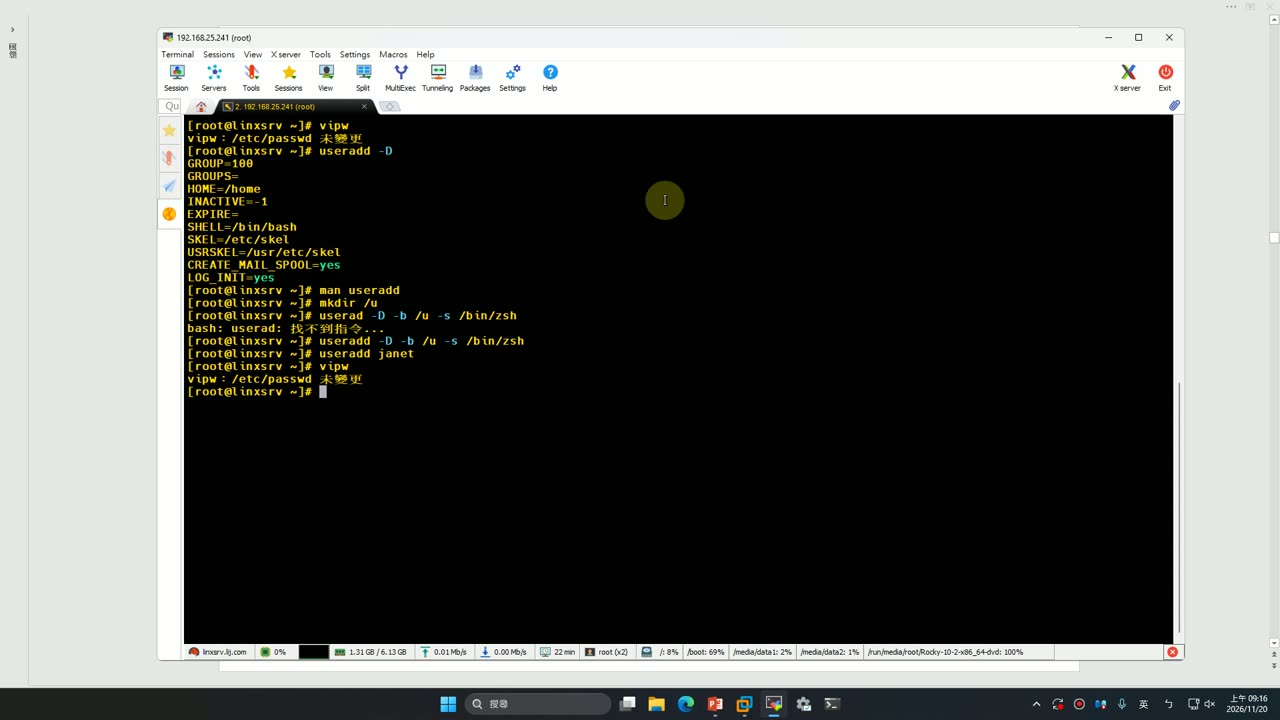 192.168.25.241 (root)
Terminal Sessions View X server Tools Settings Macros Help
Session Servers Tools Sessions View Split MultiExec Tunneling Packages Settings Help X server Exit
Qu 2. 192.168.25.241 (root)
[root@linxsrv ~]# vipw
vipw：/etc/passwd 未變更
[root@linxsrv ~]# useradd -D
GROUP=100
GROUPS=
HOME=/home
INACTIVE=-1
EXPIRE=
SHELL=/bin/bash
SKEL=/etc/skel
USRSKEL=/usr/etc/skel
CREATE_MAIL_SPOOL=yes
LOG_INIT=yes
[root@linxsrv ~]# man useradd
[root@linxsrv ~]# mkdir /u
[root@linxsrv ~]# userad -D -b /u -s /bin/zsh
bash: userad: 找不到指令...
[root@linxsrv ~]# useradd -D -b /u -s /bin/zsh
[root@linxsrv ~]# useradd janet
[root@linxsrv ~]# vipw
vipw：/etc/passwd 未變更
[root@linxsrv ~]#
linxsrv.lij.com 0% 1.31 GB / 6.13 GB 0.01 Mb/s 0.00 Mb/s 22 min root (x2) /: 8% /boot: 69% /media/data1: 2% /media/data2: 1% /run/media/root/Rocky-10-2-x86_64-dvd: 100%
搜尋 英 上午 09:16
2026/11/20